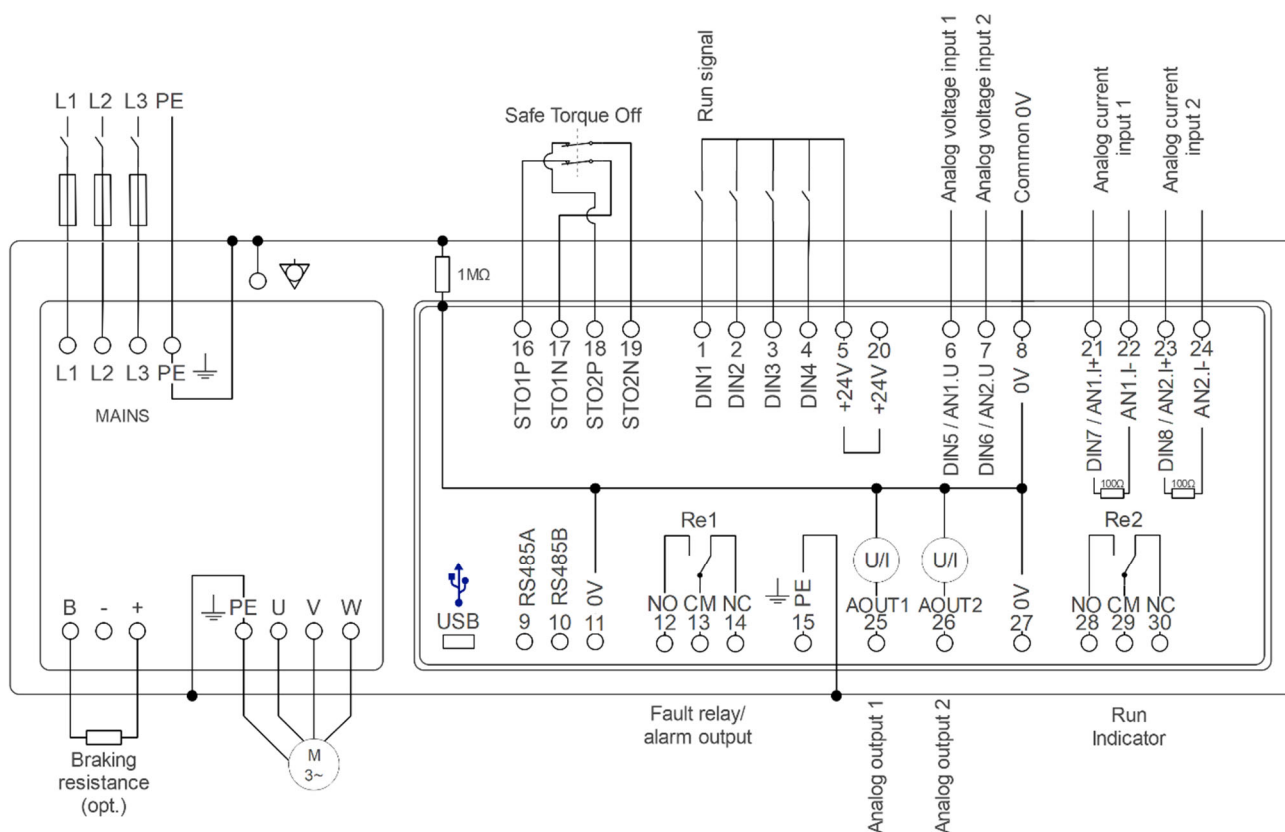 L1 L2 L3 PE
Safe Torque Off
Run signal
Analog voltage input 1
Analog voltage input 2
Common 0V
Analog current
input 1
Analog current
input 2
1MΩ
L1 L2 L3 PE
MAINS
16 17 18 19
STO1P
STO1N
STO2P
STO2N
1 2 3 4 5 20
DIN1
DIN2
DIN3
DIN4
+24V
+24V
6 7 8
DIN5 / AN1.U
DIN6 / AN2.U
0V
21 22 23 24
DIN7 / AN1.I+
AN1.I-
DIN8 / AN2.I+
AN2.I-
100Ω
100Ω
B - +
PE U V W
USB
9 RS485A
10 RS485B
11 0V
Re1
NO CM NC
12 13 14
15 PE
U/I
U/I
AOUT1 AOUT2
25 26
27 0V
Re2
NO CM NC
28 29 30
Braking
resistance
(opt.)
M
3~
Fault relay/
alarm output
Analog output 1
Analog output 2
Run
Indicator